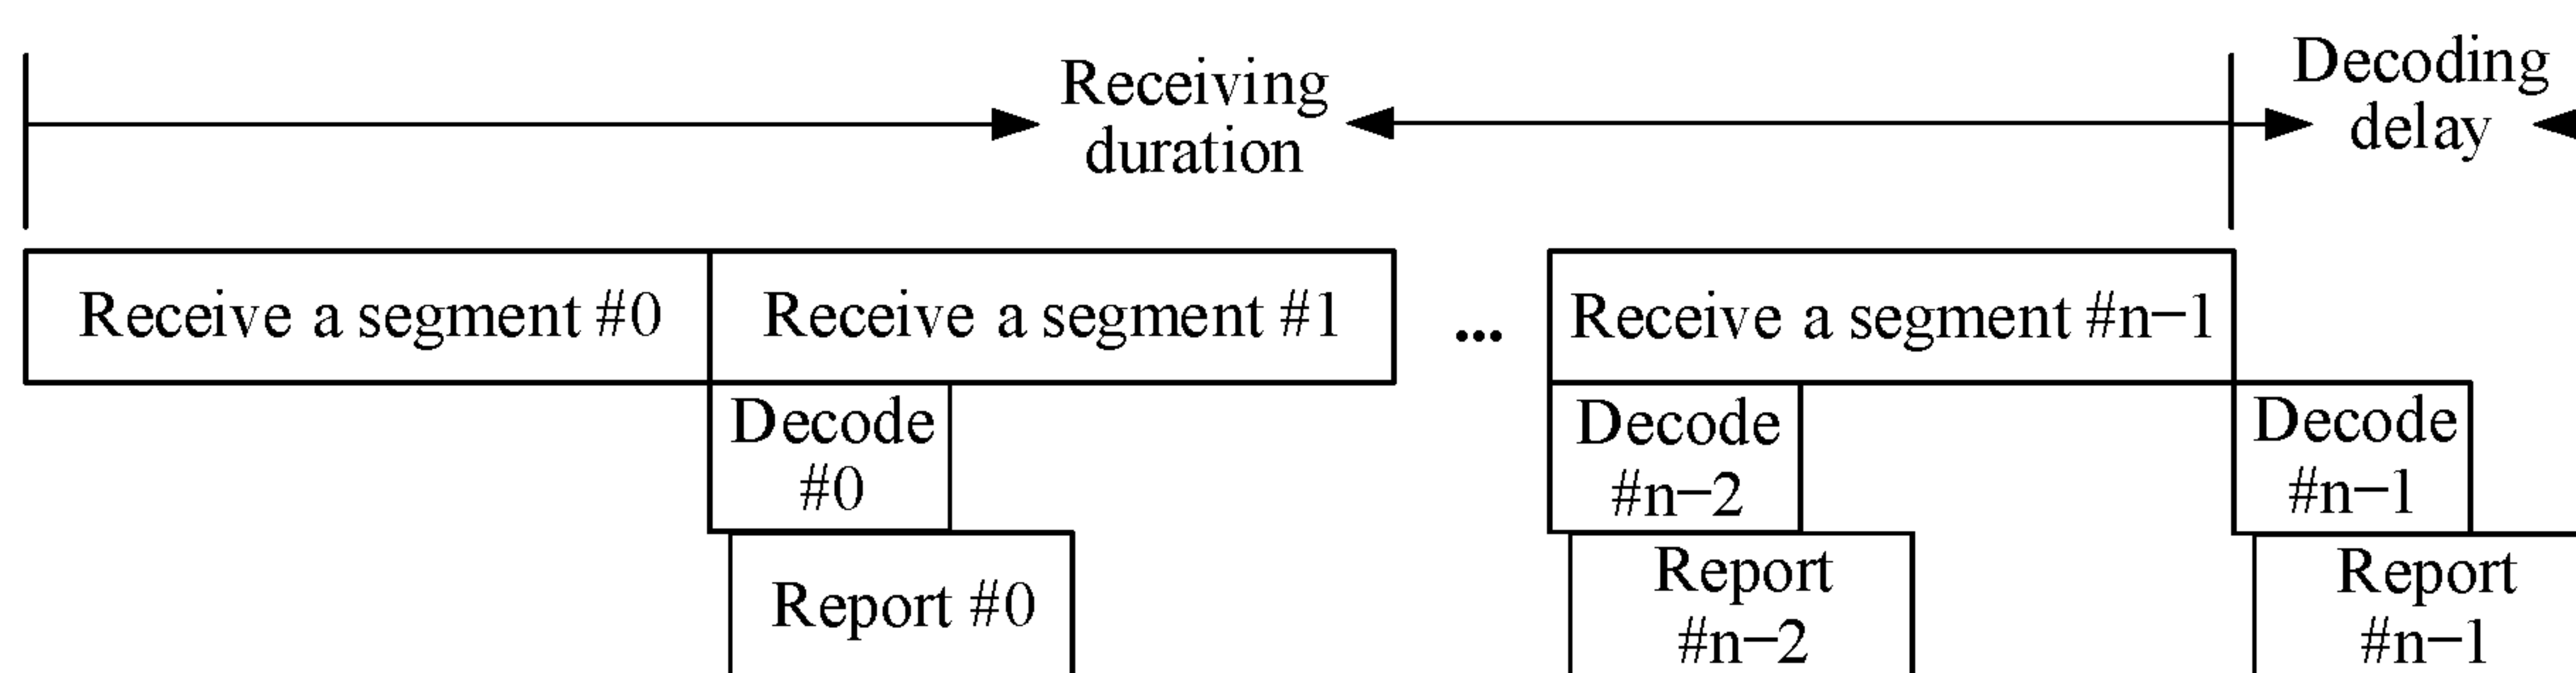 Receiving
duration
Decoding
delay
Receive a segment #0
Receive a segment #1
...
Receive a segment #n−1
Decode
#0
Decode
#n−2
Decode
#n−1
Report #0
Report
#n−2
Report
#n−1